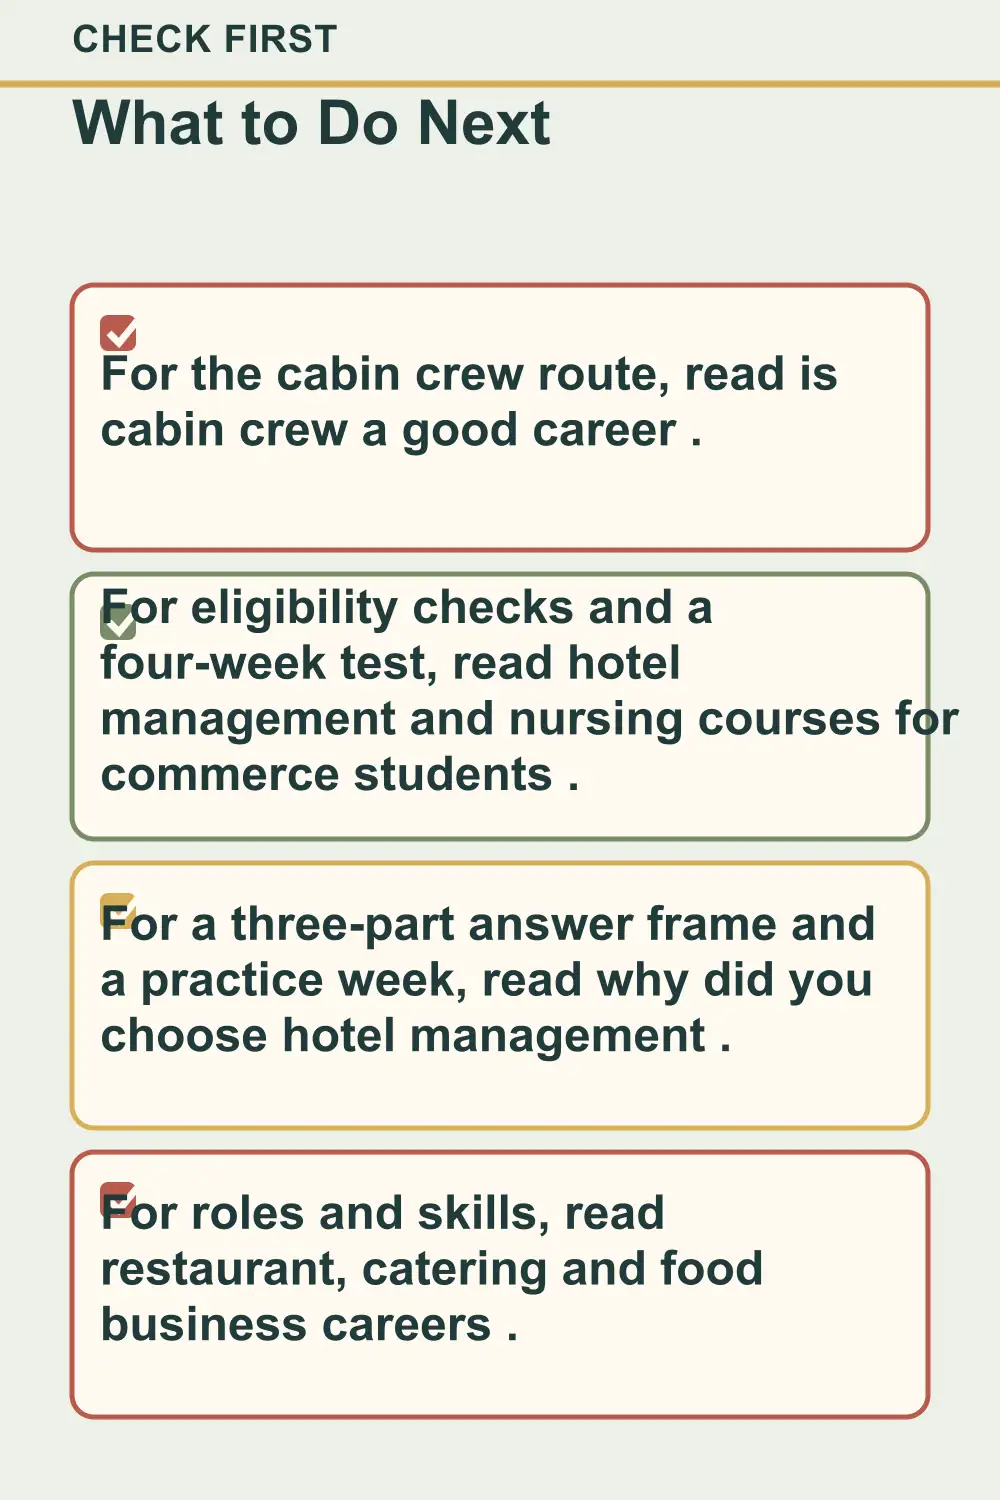 CHECK FIRST
What to Do Next
For the cabin crew route, read is
cabin crew a good career .
For eligibility checks and a
four-week test, read hotel
management and nursing courses for
commerce students .
For a three-part answer frame and
a practice week, read why did you
choose hotel management .
For roles and skills, read
restaurant, catering and food
business careers .